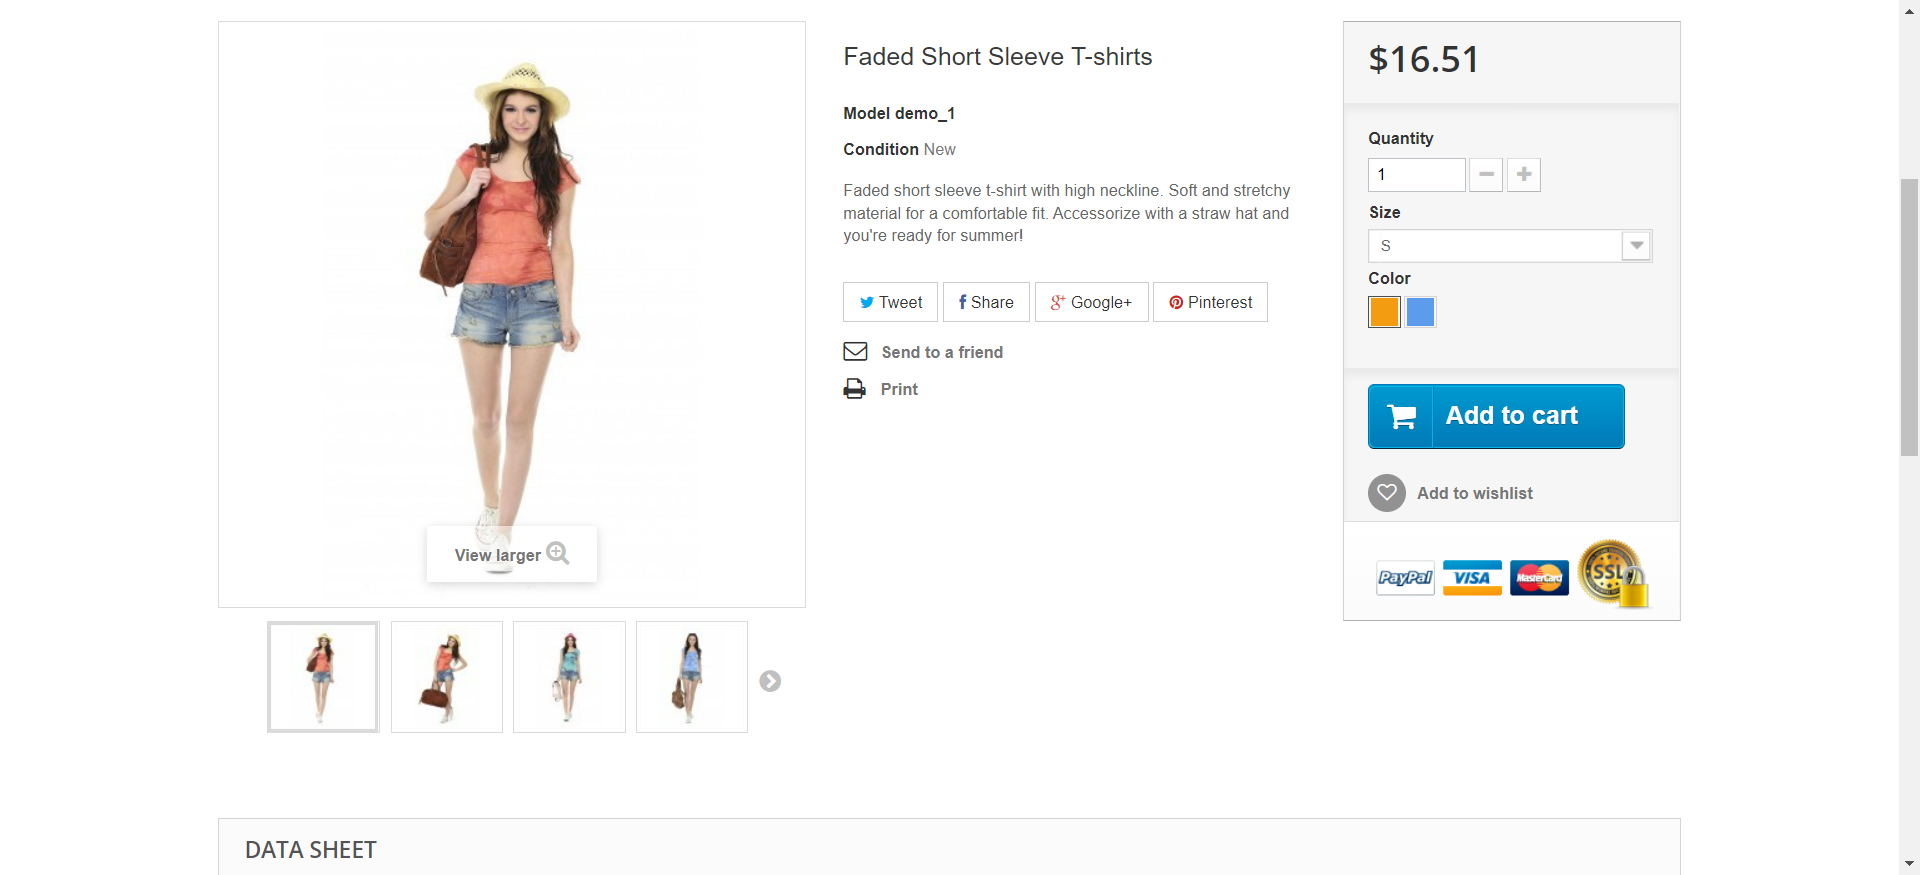 Faded Short Sleeve T-shirts
Model demo_1
Condition New
Faded short sleeve t-shirt with high neckline. Soft and stretchy
material for a comfortable fit. Accessorize with a straw hat and
you're ready for summer!
Tweet
Share
Google+
Pinterest
Send to a friend
Print
View larger
$16.51
Quantity
1
Size
S
Color
Add to cart
Add to wishlist
PayPal
VISA
MasterCard
SSL
DATA SHEET